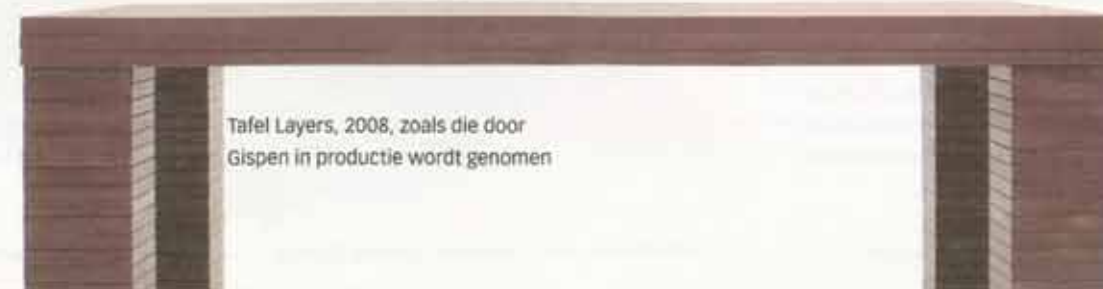 Tafel Layers, 2008, zoals die door
Gispen in productie wordt genomen